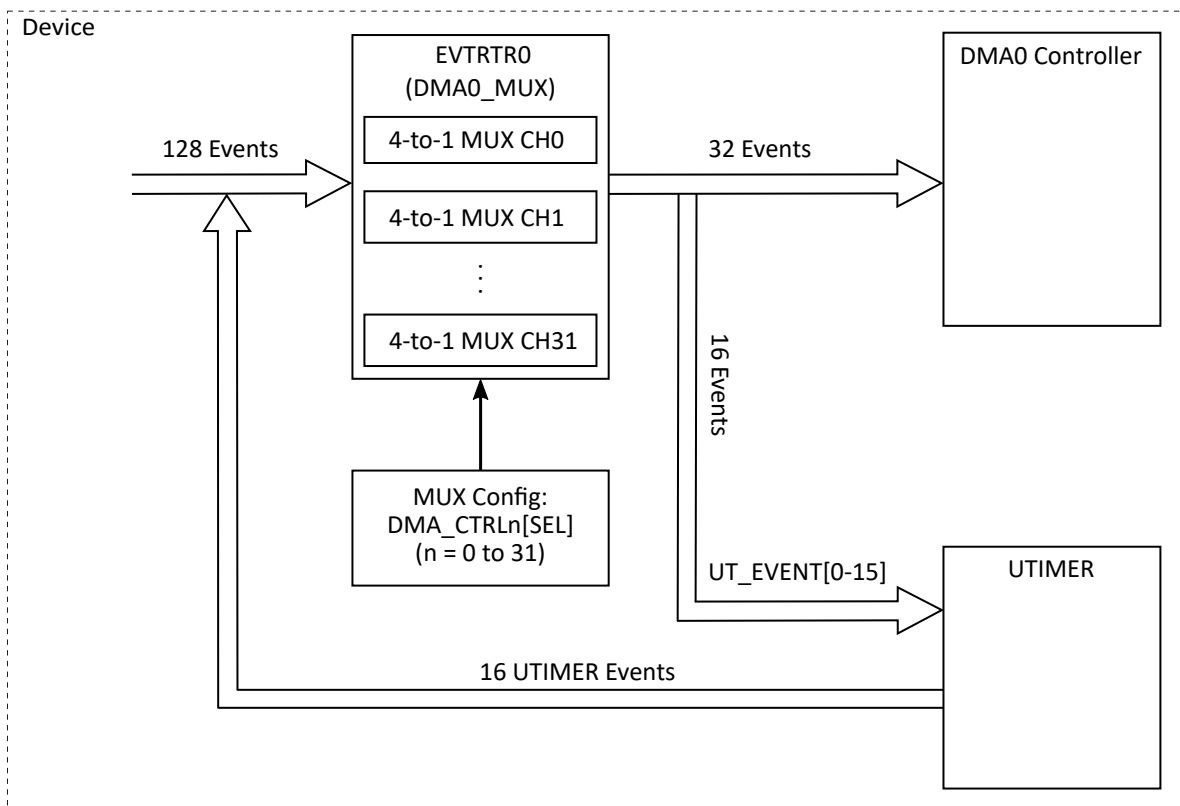 Device
EVTRTR0
(DMA0_MUX)
4-to-1 MUX CH0
4-to-1 MUX CH1
⋮
4-to-1 MUX CH31
DMA0 Controller
128 Events
32 Events
16 Events
MUX Config:
DMA_CTRLn[SEL]
(n = 0 to 31)
UT_EVENT[0-15]
UTIMER
16 UTIMER Events